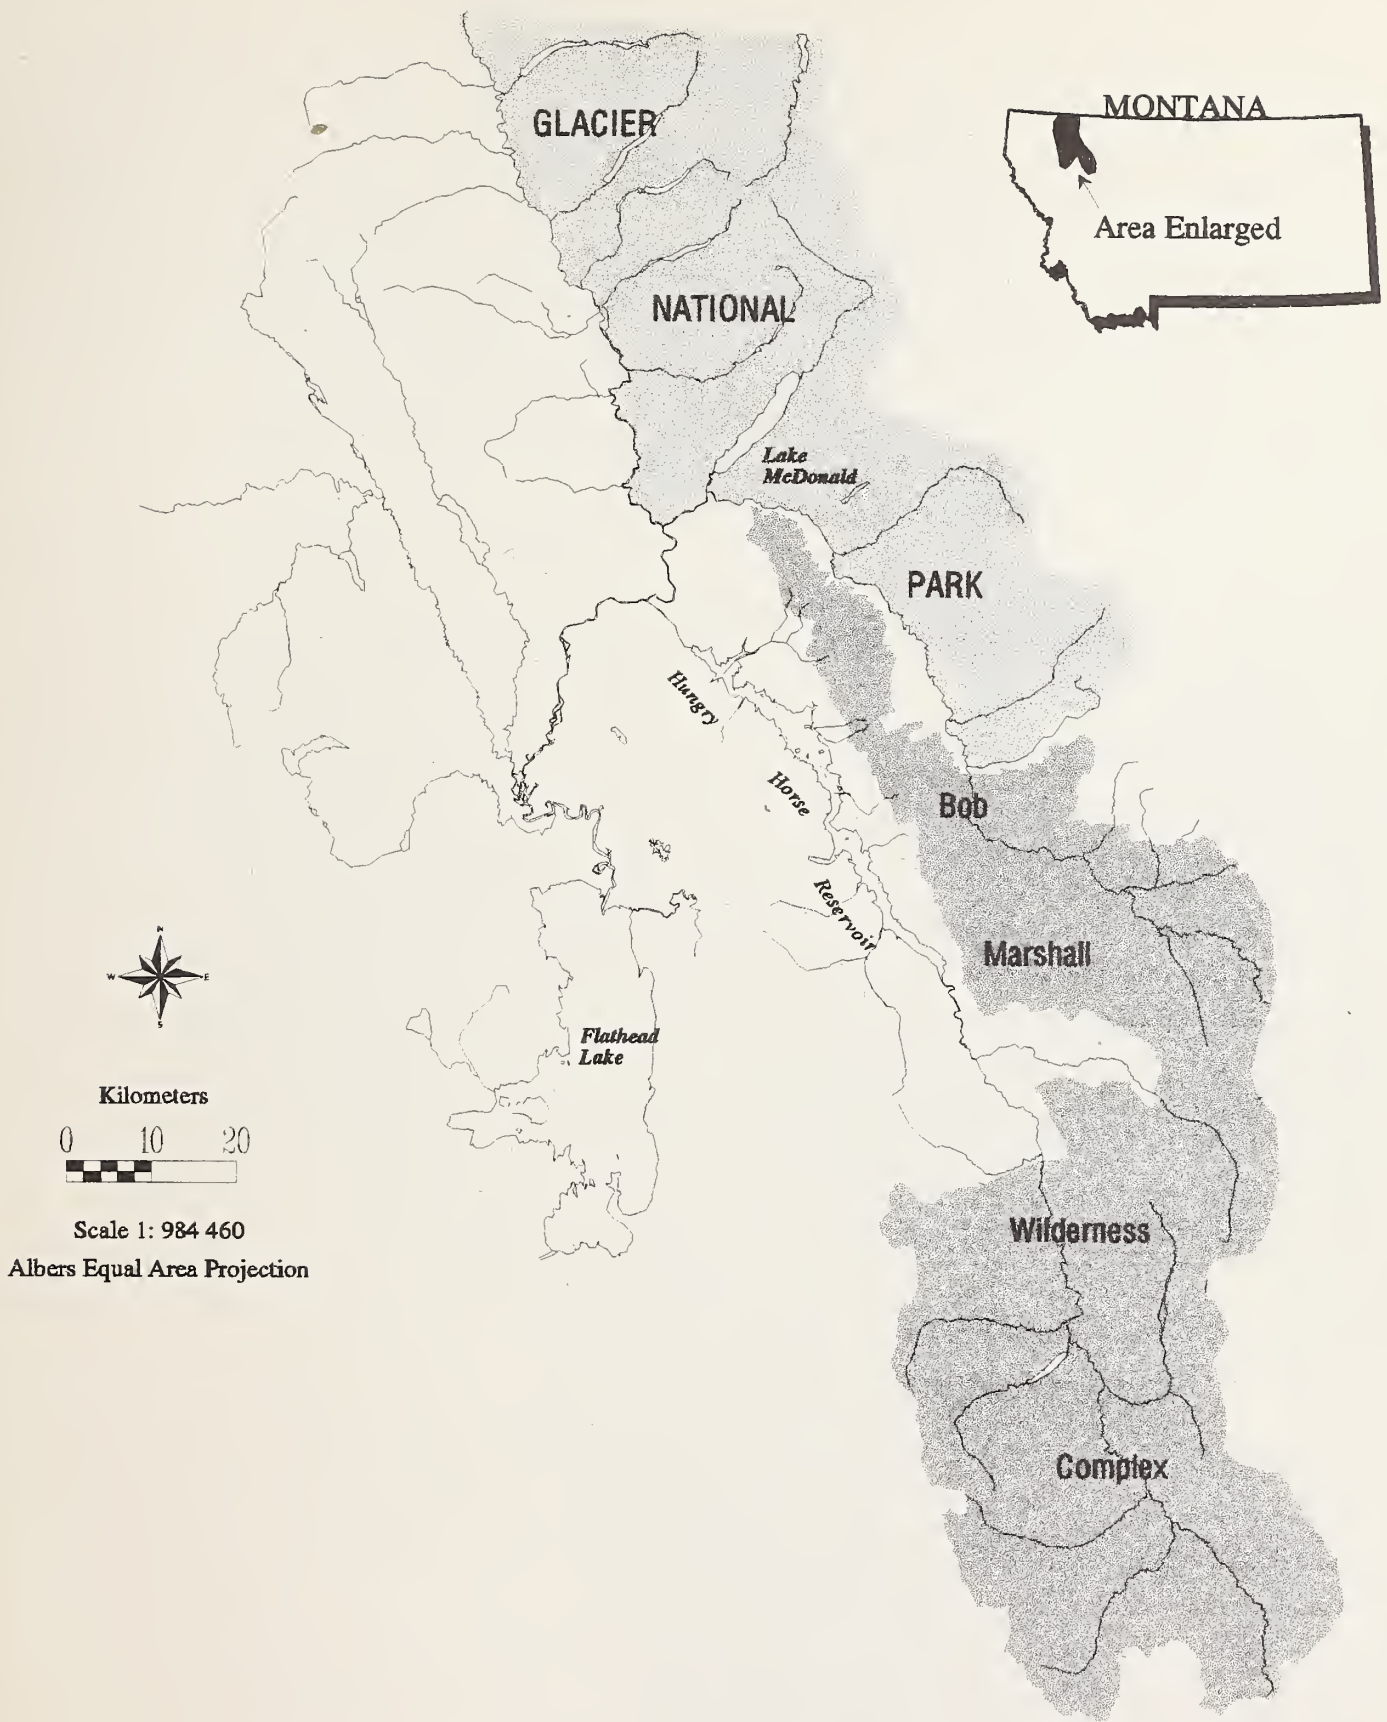 GLACIER
MONTANA
Area Enlarged
NATIONAL
Lake
McDonald
PARK
Hungry
Horse
Bob
Reservoir
Marshall
N
W E
S
Flathead
Lake
Kilometers
0 10 20
Scale 1: 984 460
Albers Equal Area Projection
Wilderness
Complex